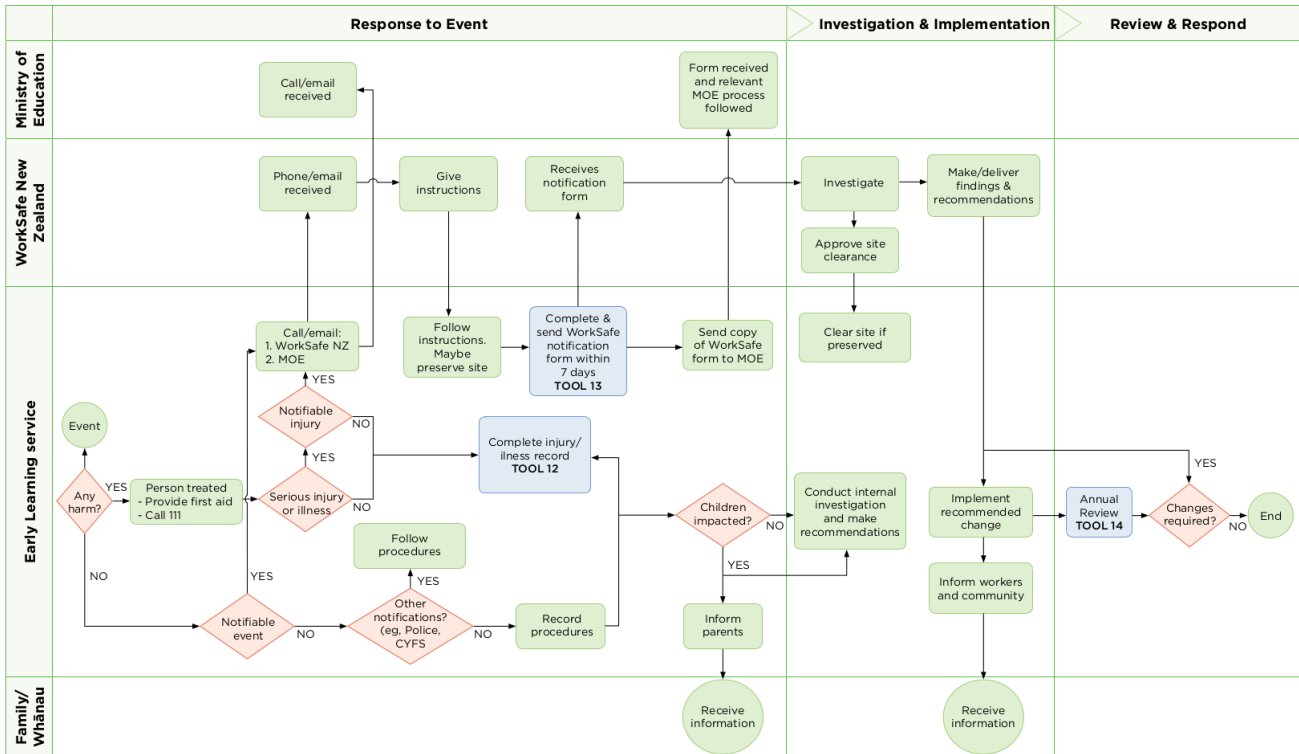 Response to Event
Investigation & Implementation
Review & Respond
Ministry of
Education
Call/email
received
Form received
and relevant
MOE process
followed
WorkSafe New
Zealand
Phone/email
received
Give
instructions
Receives
notification
form
Investigate
Make/deliver
findings &
recommendations
Approve site
clearance
Early Learning service
Call/email:
1. WorkSafe NZ
2. MOE
Follow
instructions.
Maybe
preserve site
Complete &
send WorkSafe
notification
form within
7 days
TOOL 13
Send copy
of WorkSafe
form to MOE
Clear site if
preserved
YES
Notifiable
injury
NO
Event
YES
Complete injury/
illness record
TOOL 12
Any
harm?
YES
Person treated
- Provide first aid
- Call 111
Serious injury
or illness
NO
Children
impacted?
NO
Conduct internal
investigation
and make
recommendations
Implement
recommended
change
Annual
Review
TOOL 14
YES
Changes
required?
NO
End
NO
YES
Follow
procedures
YES
YES
Notifiable
event
NO
Other
notifications?
(eg, Police,
CYFS
NO
Record
procedures
Inform
parents
Inform workers
and community
Family/
Whānau
Receive
information
Receive
information